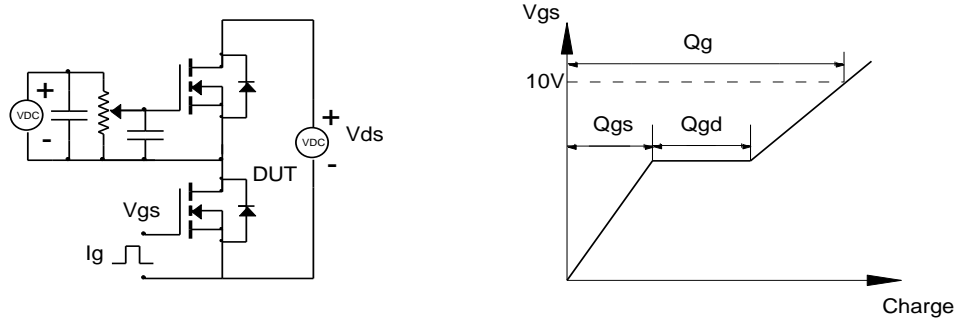 +
VDC
-
+
VDC
-
Vds
DUT
Vgs
Ig
Vgs
Qg
10V
Qgs
Qgd
Charge